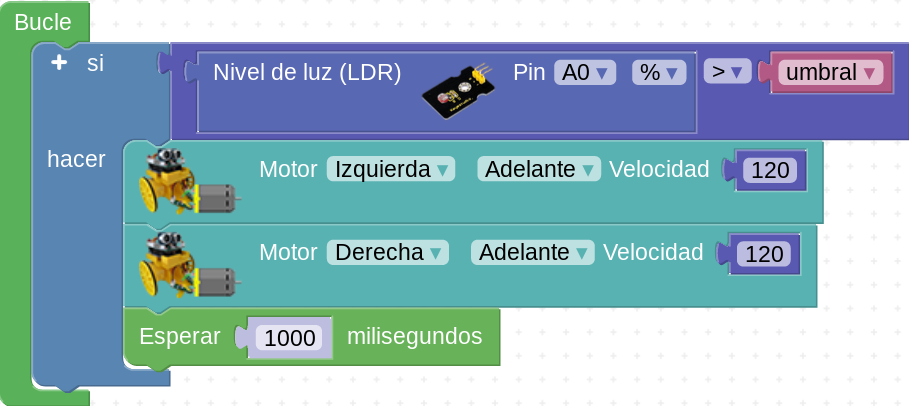 Bucle
si Nivel de luz (LDR) Pin A0 % > umbral
hacer
Motor Izquierda Adelante Velocidad 120
Motor Derecha Adelante Velocidad 120
Esperar 1000 milisegundos